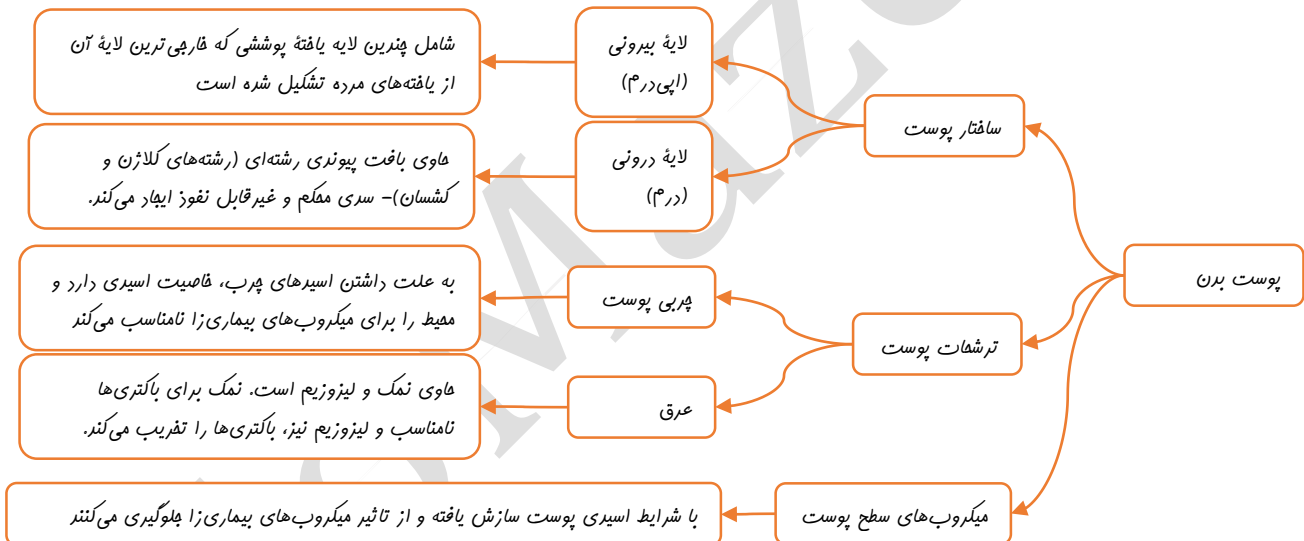 پوست بدن
ساختار پوست
لایهٔ بیرونی
(اپی‌درم)
شامل چندین لایه یاختهٔ پوششی که خارجی‌ترین لایهٔ آن
از یاخته‌های مرده تشکیل شده است
لایهٔ درونی
(درم)
حاوی بافت پیوندی رشته‌ای (رشته‌های کلاژن و
کشسان)– سدی محکم و غیرقابل نفوذ ایجاد می‌کند.
ترشحات پوست
چربی پوست
به علت داشتن اسیدهای چرب، خاصیت اسیدی دارد و
محیط را برای میکروب‌های بیماری‌زا نامناسب می‌کند
عرق
حاوی نمک و لیزوزیم است. نمک برای باکتری‌ها
نامناسب و لیزوزیم نیز، باکتری‌ها را تخریب می‌کند.
میکروب‌های سطح پوست
با شرایط اسیدی پوست سازش یافته و از تاثیر میکروب‌های بیماری‌زا جلوگیری می‌کنند